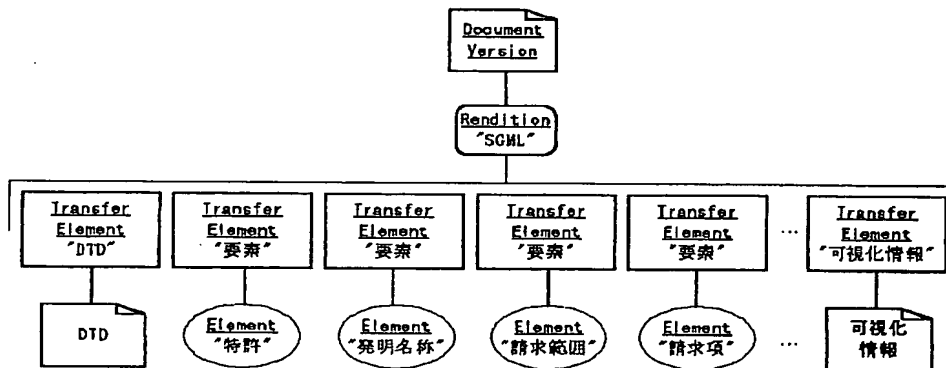 Document
Version
Rendition
"SGML"
Transfer
Element
"DTD"
Transfer
Element
"要素"
Transfer
Element
"要素"
Transfer
Element
"要素"
Transfer
Element
"要素"
...
Transfer
Element
"可視化情報"
DTD
Element
"特許"
Element
"発明名称"
Element
"請求範囲"
Element
"請求項"
...
可視化
情報